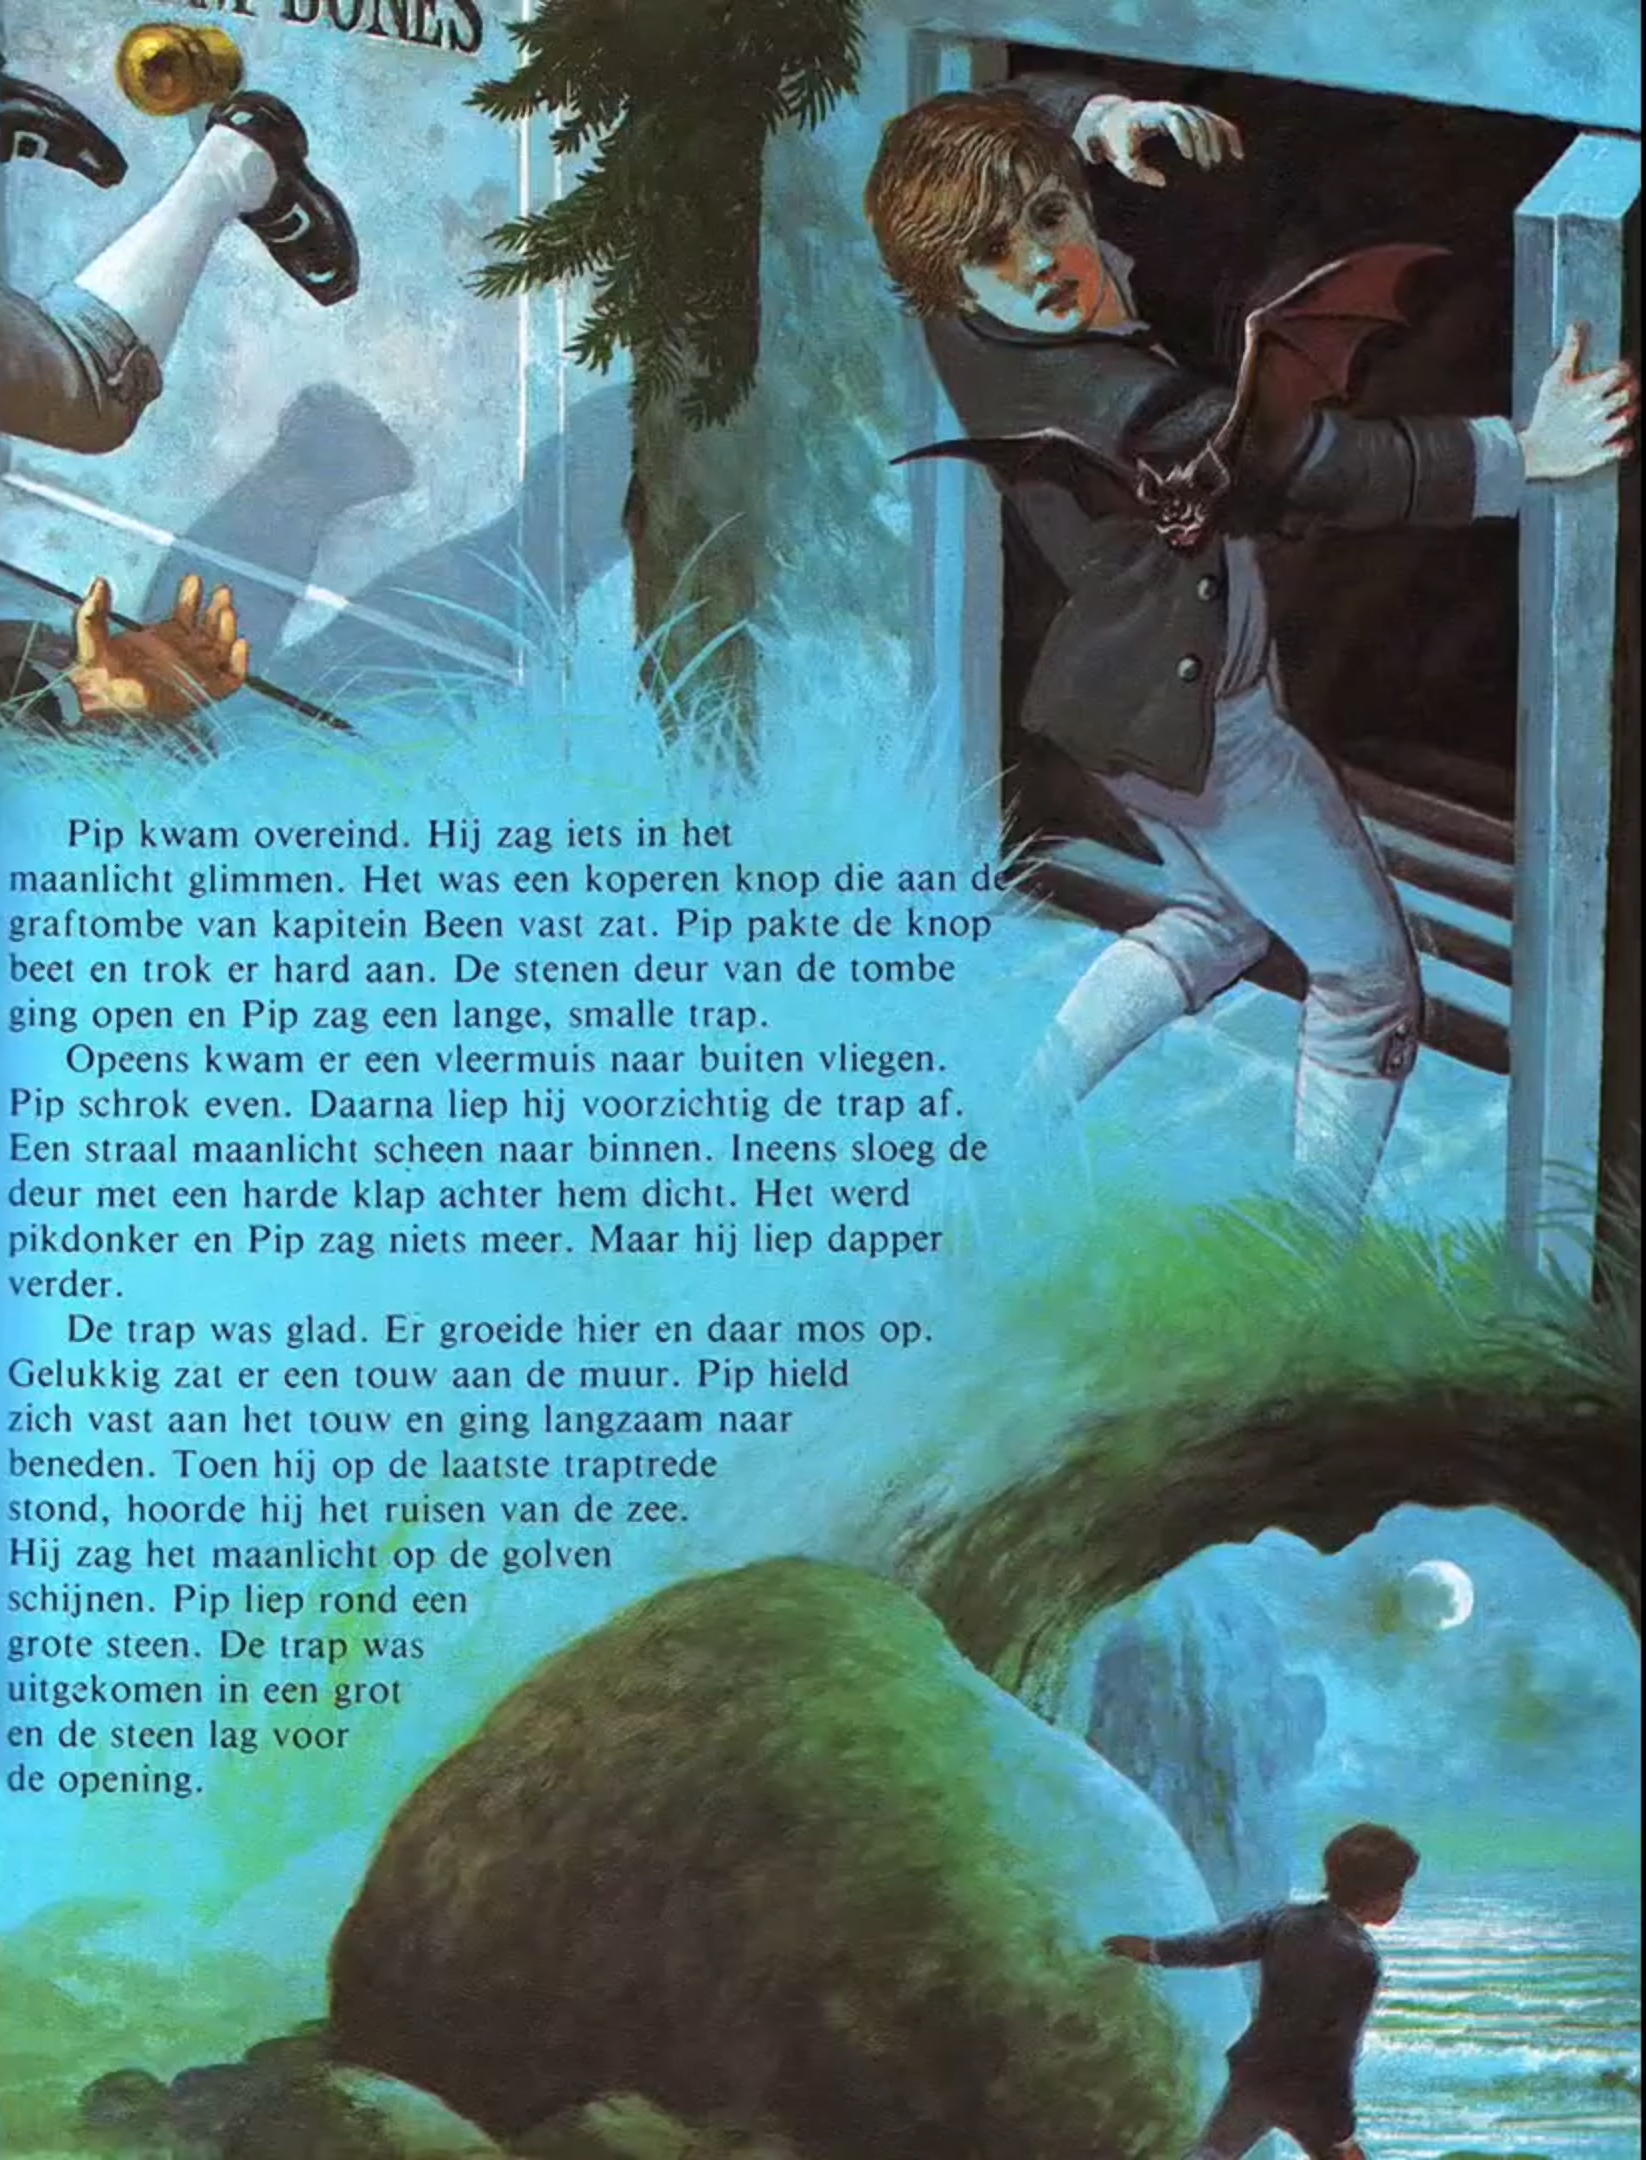 BONES
Pip kwam overeind. Hij zag iets in het
maanlicht glimmen. Het was een koperen knop die aan de
graftombe van kapitein Been vast zat. Pip pakte de knop
beet en trok er hard aan. De stenen deur van de tombe
ging open en Pip zag een lange, smalle trap.
Opeens kwam er een vleermuis naar buiten vliegen.
Pip schrok even. Daarna liep hij voorzichtig de trap af.
Een straal maanlicht scheen naar binnen. Ineens sloeg de
deur met een harde klap achter hem dicht. Het werd
pikdonker en Pip zag niets meer. Maar hij liep dapper
verder.
De trap was glad. Er groeide hier en daar mos op.
Gelukkig zat er een touw aan de muur. Pip hield
zich vast aan het touw en ging langzaam naar
beneden. Toen hij op de laatste traptrede
stond, hoorde hij het ruisen van de zee.
Hij zag het maanlicht op de golven
schijnen. Pip liep rond een
grote steen. De trap was
uitgekomen in een grot
en de steen lag voor
de opening.